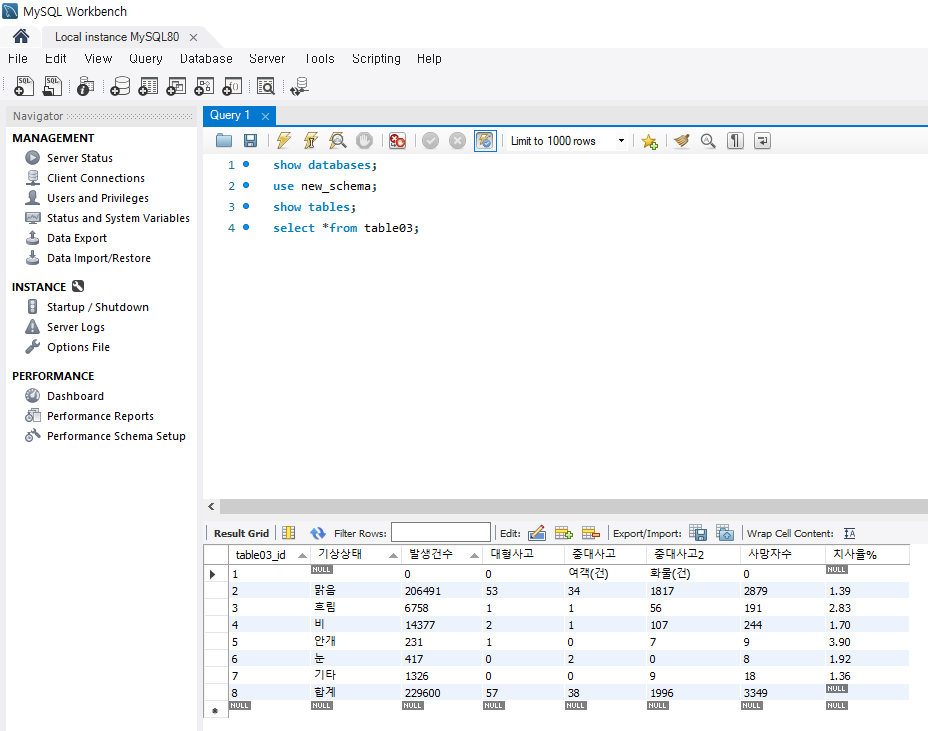 MySQL Workbench
Local instance MySQL80
File Edit View Query Database Server Tools Scripting Help
Navigator
MANAGEMENT
Server Status
Client Connections
Users and Privileges
Status and System Variables
Data Export
Data Import/Restore
INSTANCE
Startup / Shutdown
Server Logs
Options File
PERFORMANCE
Dashboard
Performance Reports
Performance Schema Setup
Query 1
Limit to 1000 rows
1 show databases;
2 use new_schema;
3 show tables;
4 select *from table03;
Result Grid Filter Rows: Edit: Export/Import: Wrap Cell Content:
table03_id 기상상태 발생건수 대형사고 중대사고 중대사고2 사망자수 치사율%
1 NULL 0 0 여객(건) 화물(건) 0 NULL
2 맑음 206491 53 34 1817 2879 1.39
3 흐림 6758 1 1 56 191 2.83
4 비 14377 2 1 107 244 1.70
5 안개 231 1 0 7 9 3.90
6 눈 417 0 2 0 8 1.92
7 기타 1326 0 0 9 18 1.36
8 합계 229600 57 38 1996 3349 NULL
NULL NULL NULL NULL NULL NULL NULL NULL